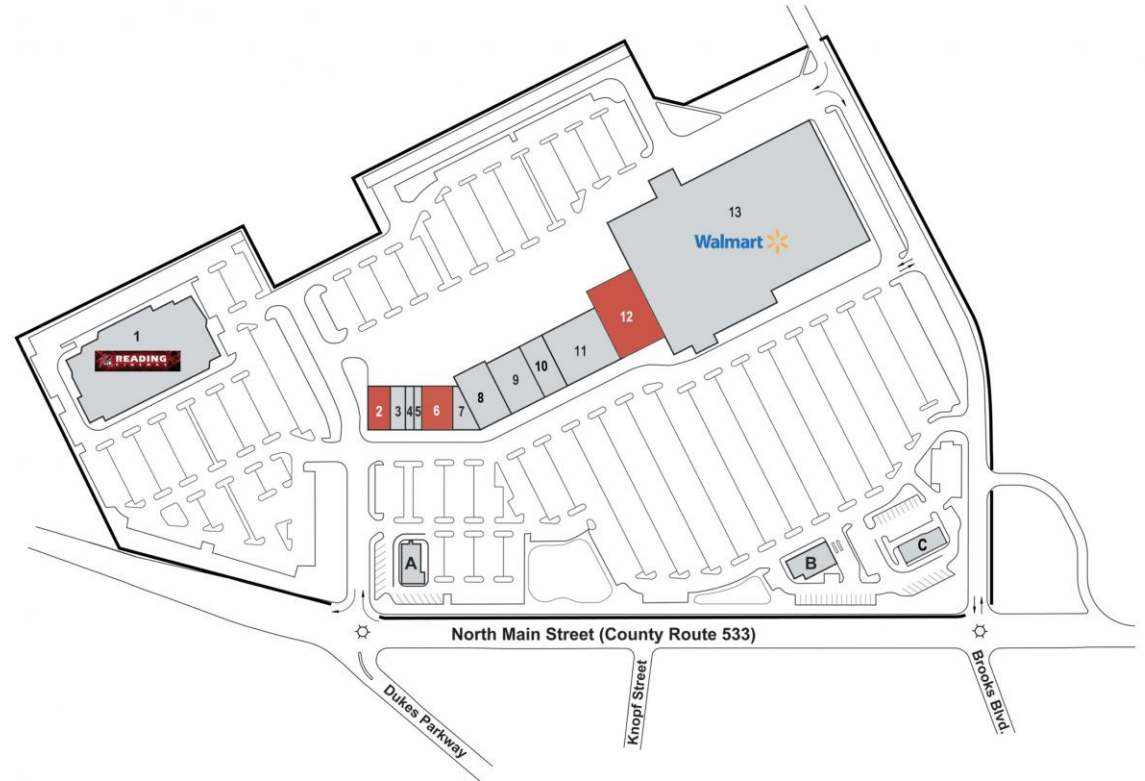 13
Walmart
12
1
READING
CINEMAS
10
11
9
8
2
3
4
5
6
7
A
B
C
North Main Street (County Route 533)
Dukes Parkway
Knopf Street
Brooks Blvd.